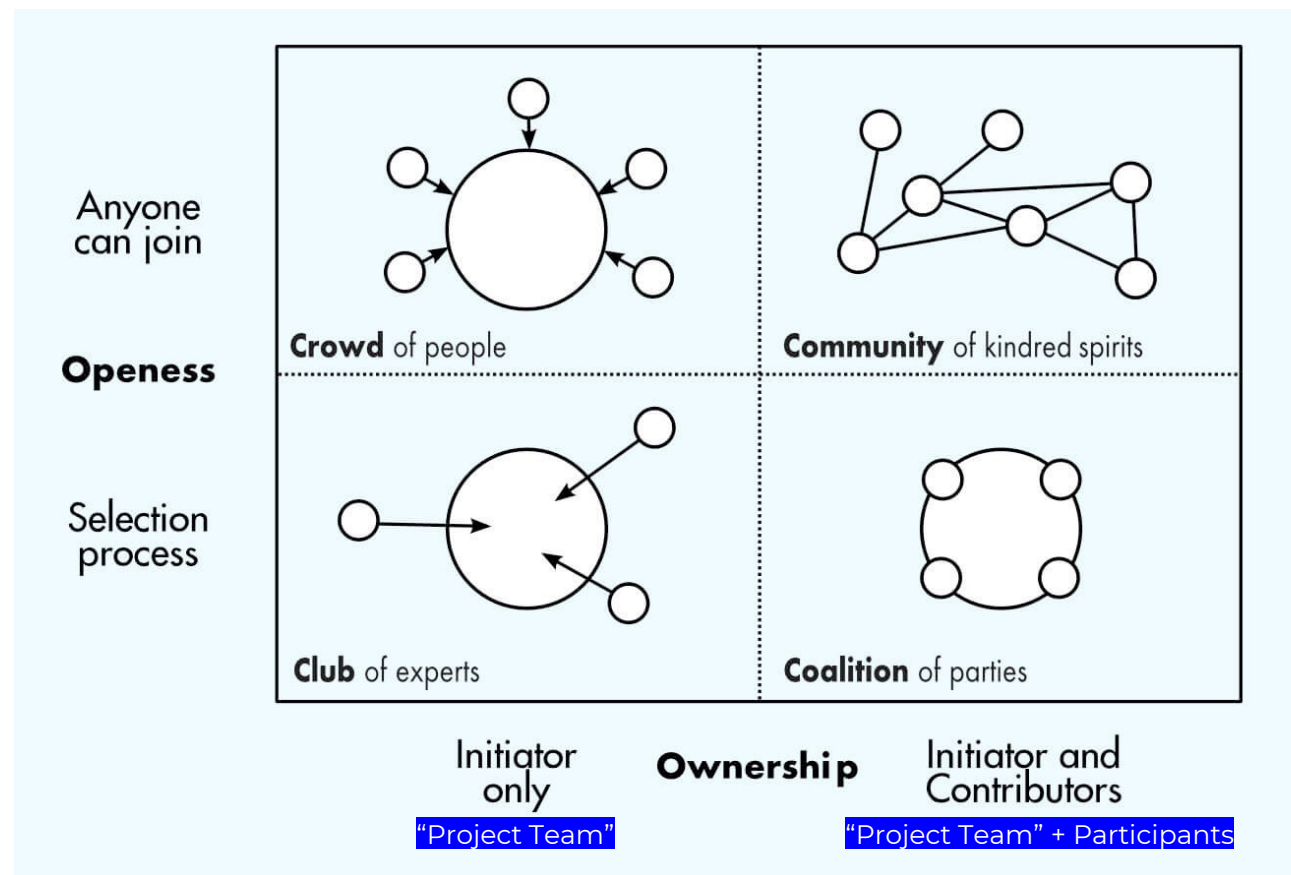 Anyone
can join
Crowd of people
Community of kindred spirits
Openess
Selection
process
Club of experts
Coalition of parties
Initiator
only
Ownership
Initiator and
Contributors
“Project Team”
“Project Team” + Participants